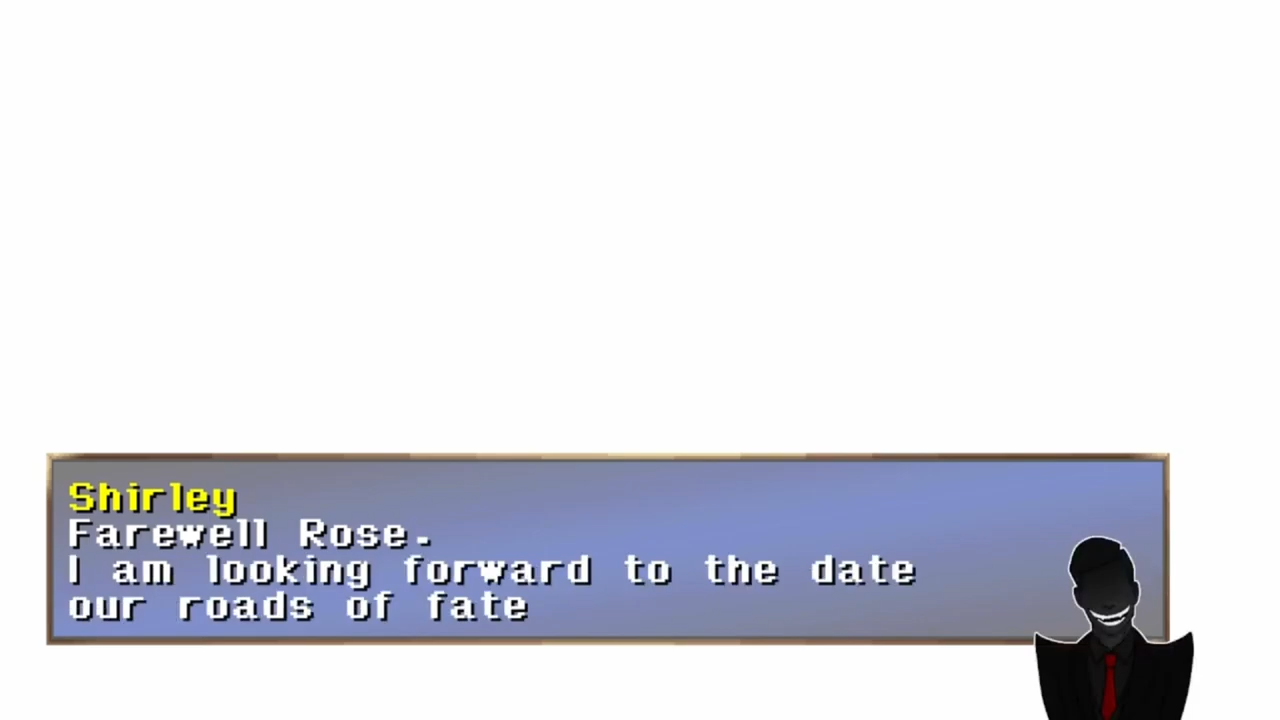 Shirley
Farewell Rose.
I am looking forward to the date
our roads of fate